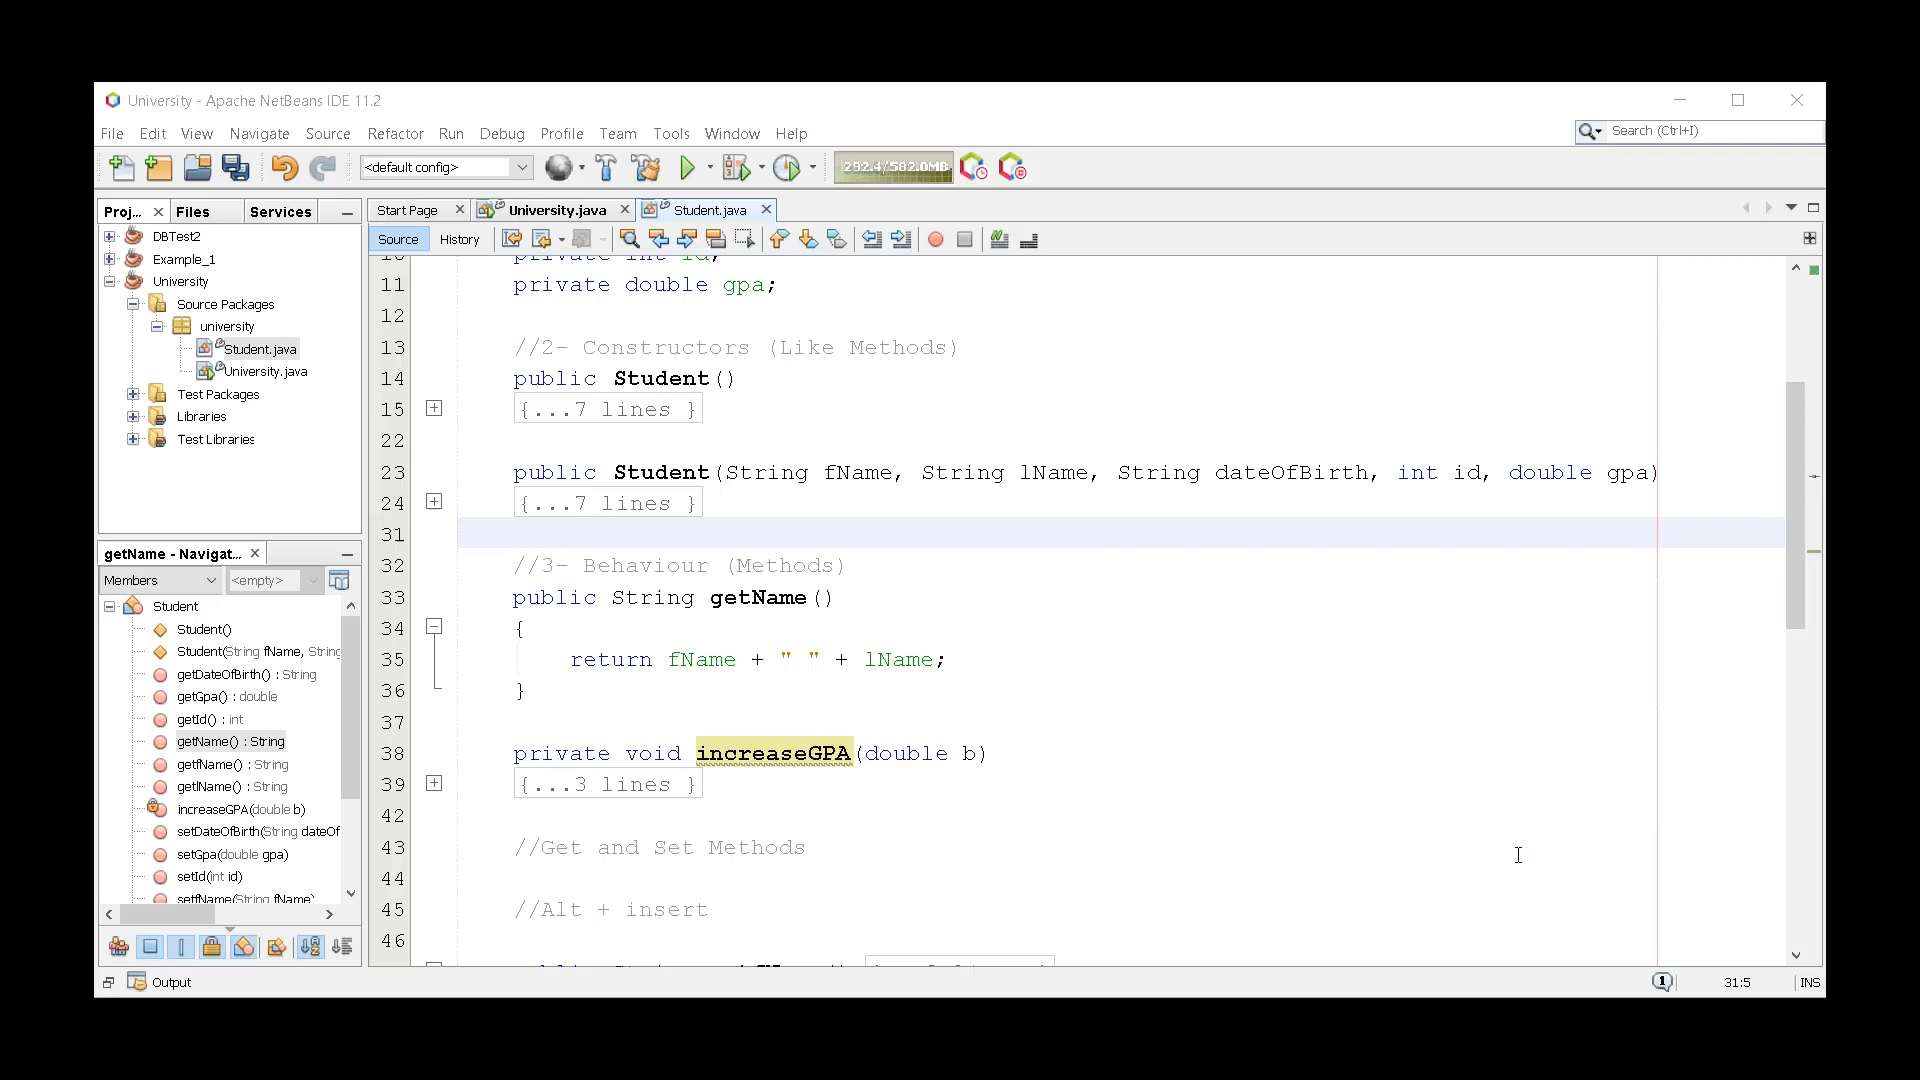 University - Apache NetBeans IDE 11.2
File Edit View Navigate Source Refactor Run Debug Profile Team Tools Window Help
Search (Ctrl+I)
<default config>
292.4/582.0MB
Proj... Files Services
Start Page University.java Student.java
Source History
DBTest2
Example_1
University
Source Packages
university
Student.java
University.java
Test Packages
Libraries
Test Libraries
getName - Navigat...
Members <empty>
Student
Student()
Student(String fName, String
getDateOfBirth() : String
getGpa() : double
getId() : int
getName() : String
getfName() : String
getlName() : String
increaseGPA(double b)
setDateOfBirth(String dateOf
setGpa(double gpa)
setId(int id)
setfName(String fName)
10 private int id;
11 private double gpa;
12
13 //2- Constructors (Like Methods)
14 public Student()
15 {...7 lines }
22
23 public Student(String fName, String lName, String dateOfBirth, int id, double gpa)
24 {...7 lines }
31
32 //3- Behaviour (Methods)
33 public String getName()
34 {
35 return fName + " " + lName;
36 }
37
38 private void increaseGPA(double b)
39 {...3 lines }
42
43 //Get and Set Methods
44
45 //Alt + insert
46
Output
1
31:5
INS